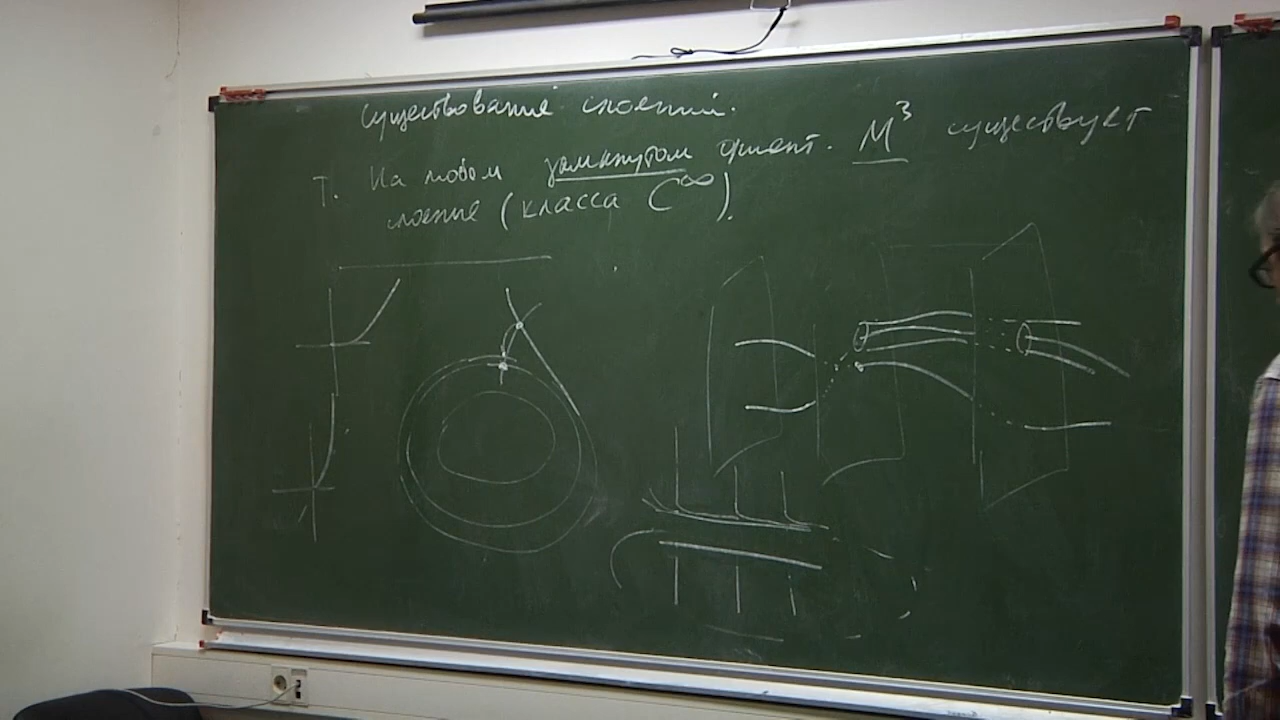 Существование слоений.
Т. На любом замкнутом ориент. M³ существует
слоение (класса C^∞).